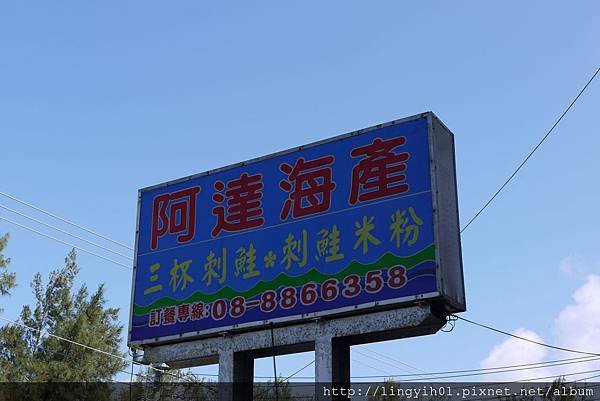 阿達海產
三杯刺鮭*刺鮭米粉
訂餐專線:08-8866358
http://lingyih01.pixnet.net/album